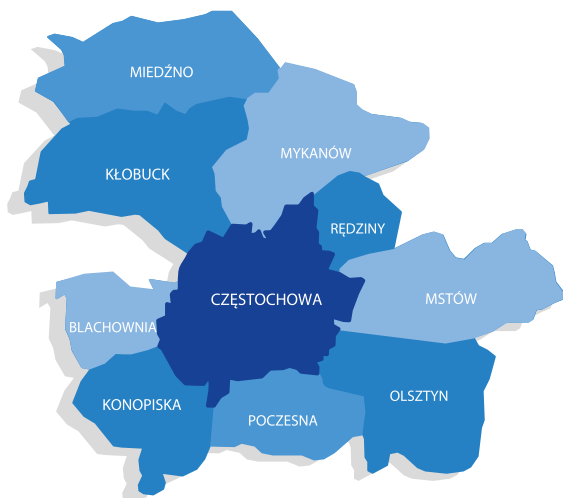 MIEDŹNO
MYKANÓW
KŁOBUCK
RĘDZINY
CZĘSTOCHOWA
MSTÓW
BLACHOWNIA
OLSZTYN
KONOPISKA
POCZESNA